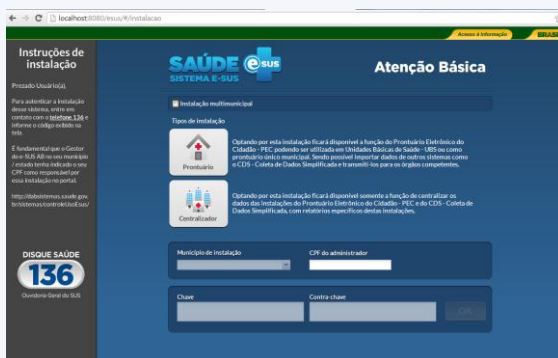 localhost:8080/esus/#/instalacao
Acesso à Informação
BRASIL
Instruções de
instalação
Prezado Usuário(a),
Para autenticar a instalação
desse sistema, entre em
contato com o telefone 136 e
informe o código exibido na
tela.
É fundamental que o Gestor
do e-SUS AB no seu município
/ estado tenha indicado o seu
CPF como responsável por
essa instalação no portal.
http://dabsistemas.saude.gov.
br/sistemas/controleUsoEsus/
DISQUE SAÚDE
136
Ouvidoria Geral do SUS
SAÚDE e-SUS
SISTEMA E-SUS
Atenção Básica
Instalação multimunicipal
Tipos de instalação
Prontuário
Optando por esta instalação ficará disponível a função do Prontuário Eletrônico do
Cidadão - PEC podendo ser utilizada em Unidades Básicas de Saúde - UBS ou como
prontuário único municipal. Sendo possível importar dados de outros sistemas como
o CDS - Coleta de Dados Simplificada e transmiti-los para os órgãos competentes.
Centralizador
Optando por esta instalação ficará disponível somente a função de centralizar os
dados das instalações do Prontuário Eletrônico do Cidadão - PEC e do CDS - Coleta de
Dados Simplificada, com relatórios específicos destas instalações.
Município de instalação
CPF do administrador
Chave
Contra-chave
OK